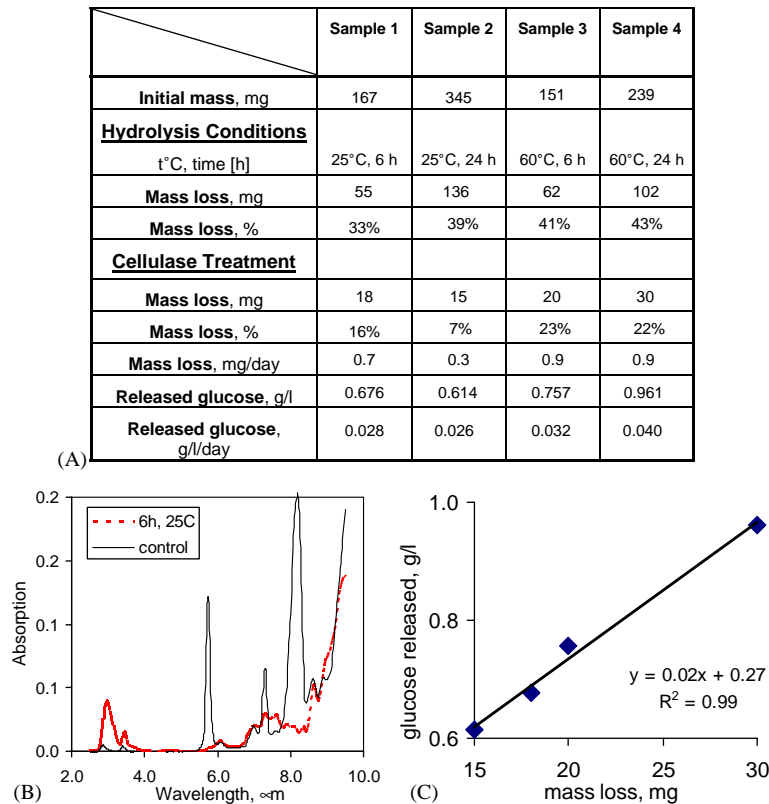 Sample 1 Sample 2 Sample 3 Sample 4
Initial mass, mg 167 345 151 239
Hydrolysis Conditions
t°C, time [h] 25°C, 6 h 25°C, 24 h 60°C, 6 h 60°C, 24 h
Mass loss, mg 55 136 62 102
Mass loss, % 33% 39% 41% 43%
Cellulase Treatment
Mass loss, mg 18 15 20 30
Mass loss, % 16% 7% 23% 22%
Mass loss, mg/day 0.7 0.3 0.9 0.9
Released glucose, g/l 0.676 0.614 0.757 0.961
Released glucose, 0.028 0.026 0.032 0.040
g/l/day
(A)
0.2
0.2
0.1
0.1
0.0
Absorption
6h, 25C
control
2.0 4.0 6.0 8.0 10.0
Wavelength, ∝m
(B)
1.0
0.8
0.6
glucose released, g/l
y = 0.02x + 0.27
R² = 0.99
15 20 30
mass loss, mg
(C)